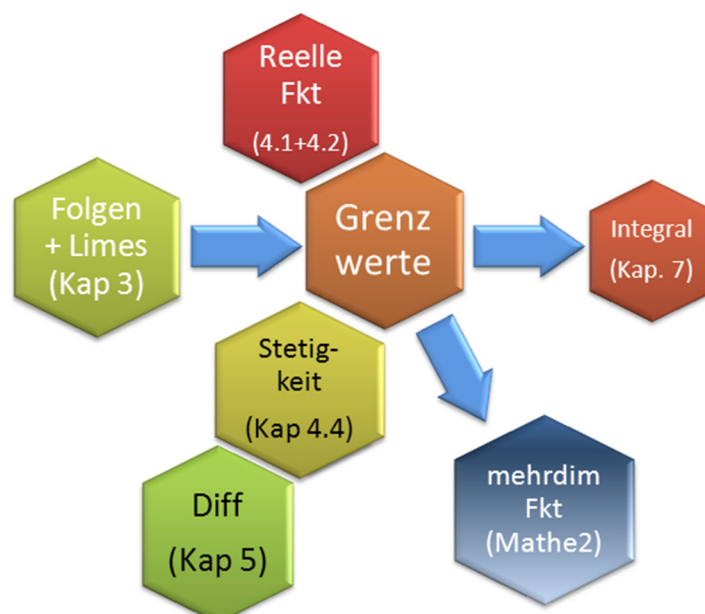 Reelle
Fkt
(4.1+4.2)
Folgen
+ Limes
(Kap 3)
Grenz
werte
Integral
(Kap. 7)
Stetig-
keit
(Kap 4.4)
mehrdim
Fkt
(Mathe2)
Diff
(Kap 5)